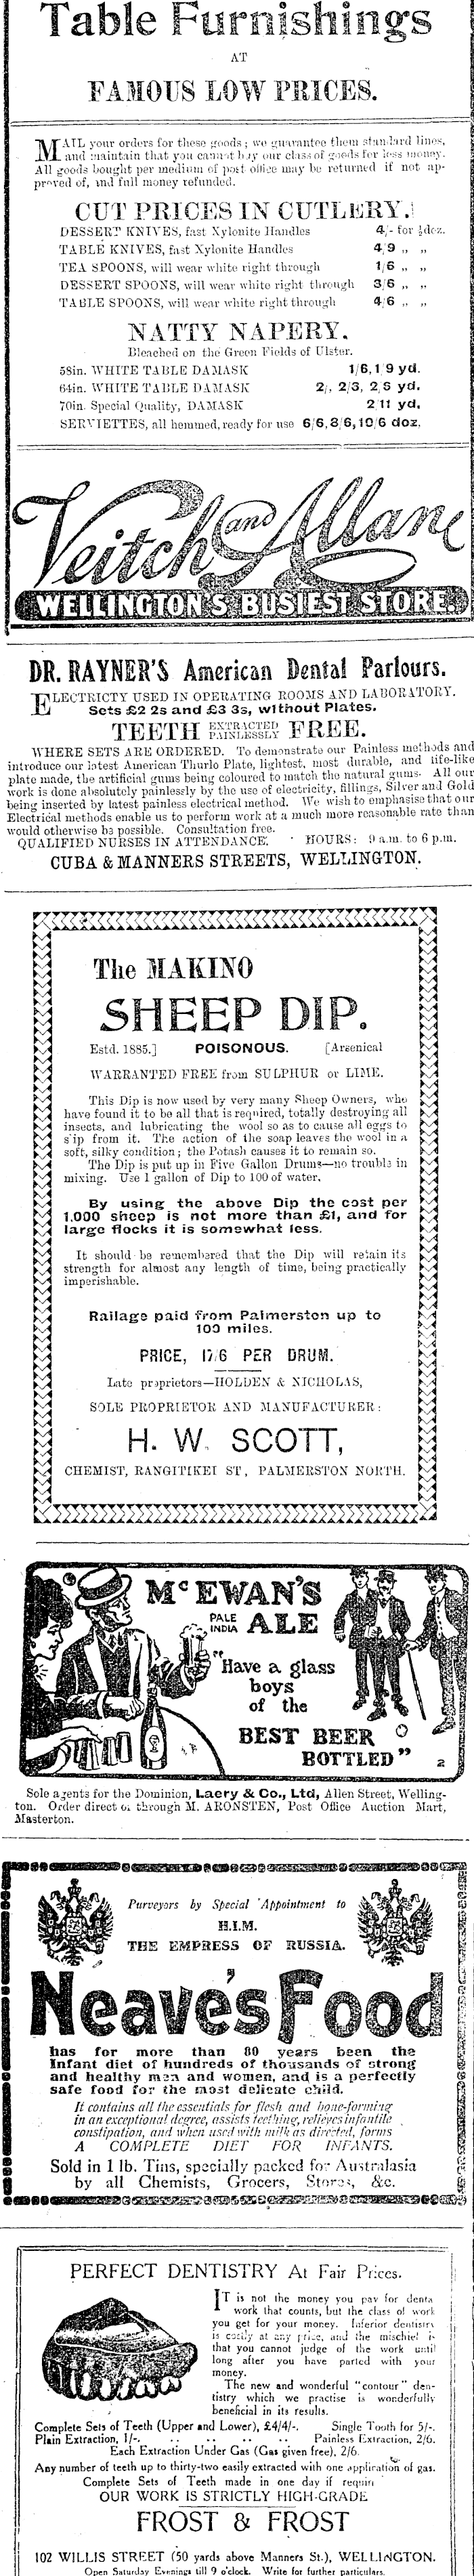 Table Furnishings
AT
FAMOUS LOW PRICES.
MAIL your orders for these goods; we guarantee them standard lines,
and maintain that you cannot buy our class of goods for less money.
All goods bought per medium of post office may be returned if not ap-
proved of, and full money refunded.
CUT PRICES IN CUTLERY.
DESSERT KNIVES, fast Xylonite Handles 4/- for ½doz.
TABLE KNIVES, fast Xylonite Handles 4/9 „ „
TEA SPOONS, will wear white right through 1/6 „ „
DESSERT SPOONS, will wear white right through 3/6 „ „
TABLE SPOONS, will wear white right through 4/6 „ „
NATTY NAPERY.
Bleached on the Green Fields of Ulster.
58in. WHITE TABLE DAMASK 1/6, 1/9 yd.
64in. WHITE TABLE DAMASK 2/, 2/3, 2/6 yd.
70in. Special Quality, DAMASK 2/11 yd.
SERVIETTES, all hemmed, ready for use 6/6, 8/6, 10/6 doz.
Veitch and Allan
WELLINGTON'S BUSIEST STORE.
DR. RAYNER'S American Dental Parlours.
ELECTRICTY USED IN OPERATING ROOMS AND LABORATORY.
Sets £2 2s and £3 3s, without Plates.
TEETH EXTRACTED PAINLESSLY FREE.
WHERE SETS ARE ORDERED. To demonstrate our Painless methods and
introduce our latest American Thurlo Plate, lightest, most durable, and life-like
plate made, the artificial gums being coloured to match the natural gums. All our
work is done absolutely painlessly by the use of electricity, fillings, Silver and Gold
being inserted by latest painless electrical method. We wish to emphasise that our
Electrical methods enable us to perform work at a much more reasonable rate than
would otherwise be possible. Consultation free.
QUALIFIED NURSES IN ATTENDANCE. HOURS: 9 a.m. to 6 p.m.
CUBA & MANNERS STREETS, WELLINGTON.
The MAKINO
SHEEP DIP.
Estd. 1885.] POISONOUS. [Arsenical
WARRANTED FREE from SULPHUR or LIME.
This Dip is now used by very many Sheep Owners, who
have found it to be all that is required, totally destroying all
insects, and lubricating the wool so as to cause all eggs to
slip from it. The action of the soap leaves the wool in a
soft, silky condition; the Potash causes it to remain so.
The Dip is put up in Five Gallon Drums—no trouble in
mixing. Use 1 gallon of Dip to 100 of water.
By using the above Dip the cost per
1,000 sheep is not more than £1, and for
large flocks it is somewhat less.
It should be remembered that the Dip will retain its
strength for almost any length of time, being practically
imperishable.
Railage paid from Palmerston up to
100 miles.
PRICE, 17/6 PER DRUM.
Late proprietors—HOLDEN & NICHOLAS,
SOLE PROPRIETOR AND MANUFACTURER:
H. W. SCOTT,
CHEMIST, RANGITIKEI ST, PALMERSTON NORTH.
McEWAN'S
PALE INDIA ALE
"Have a glass
boys
of the
BEST BEER
BOTTLED"
2
Sole agents for the Dominion, Laery & Co., Ltd, Allen Street, Welling-
ton. Order direct or through M. ARONSTEN, Post Office Auction Mart,
Masterton.
Purveyors by Special Appointment to
H.I.M.
THE EMPRESS OF RUSSIA.
Neave's Food
has for more than 80 years been the
Infant diet of hundreds of thousands of strong
and healthy men and women, and is a perfectly
safe food for the most delicate child.
It contains all the essentials for flesh and bone-forming
in an exceptional degree, assists teething, relieves infantile
constipation, and when used with milk as directed, forms
A COMPLETE DIET FOR INFANTS.
Sold in 1 lb. Tins, specially packed for Australasia
by all Chemists, Grocers, Stores, &c.
PERFECT DENTISTRY At Fair Prices.
IT is not the money you pay for denta
work that counts, but the class of work
you get for your money. Inferior dentistry
is costly at any price, and the mischief i
that you cannot judge of the work until
long after you have parted with your
money.
The new and wonderful "contour" den-
tistry which we practise is wonderfully
beneficial in its results.
Complete Sets of Teeth (Upper and Lower), £4/4/-. Single Tooth for 5/-.
Plain Extraction, 1/-. .. .. .. .. Painless Extraction, 2/6.
Each Extraction Under Gas (Gas given free), 2/6.
Any number of teeth up to thirty-two easily extracted with one application of gas.
Complete Sets of Teeth made in one day if requir
OUR WORK IS STRICTLY HIGH-GRADE
FROST & FROST
102 WILLIS STREET (50 yards above Manners St.), WELLINGTON.
Open Saturday Evenings till 9 o'clock. Write for further particulars.